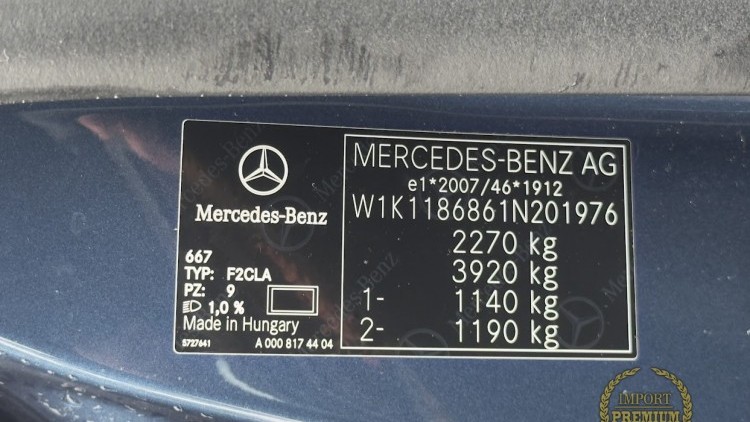 Mercedes-Benz
667
TYP: F2CLA
PZ: 9
1,0 %
Made in Hungary
5727641 A 000 817 44 04
MERCEDES-BENZ AG
e1*2007/46*1912
W1K1186861N201976
2270 kg
3920 kg
1- 1140 kg
2- 1190 kg
IMPORT
PREMIUM